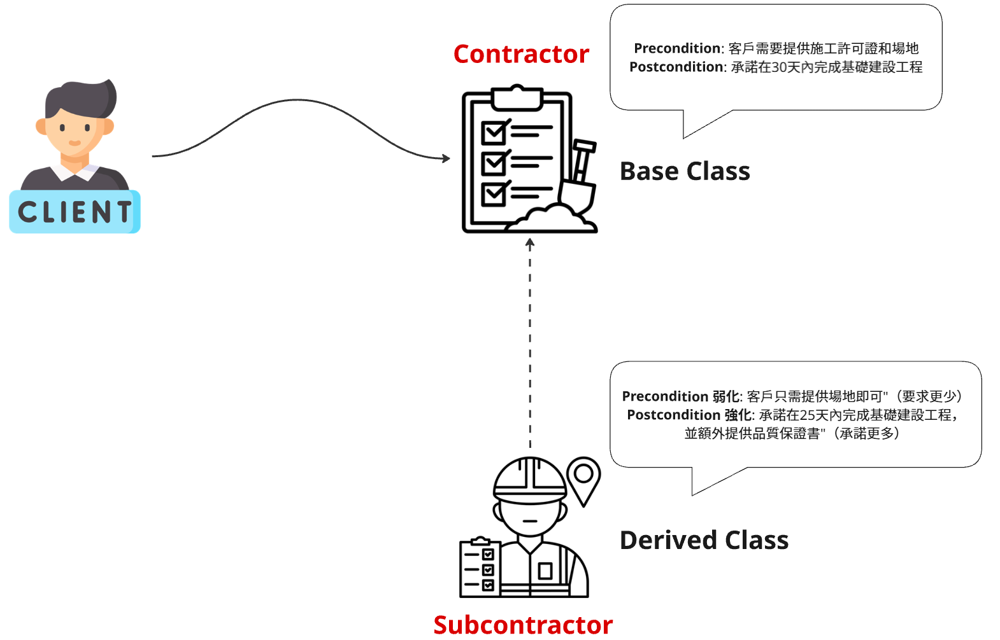 Contractor
Precondition: 客戶需要提供施工許可證和場地
Postcondition: 承諾在30天內完成基礎建設工程
CLIENT
Base Class
Precondition 弱化: 客戶只需提供場地即可"（要求更少）
Postcondition 強化: 承諾在25天內完成基礎建設工程，
並額外提供品質保證書"（承諾更多）
Derived Class
Subcontractor